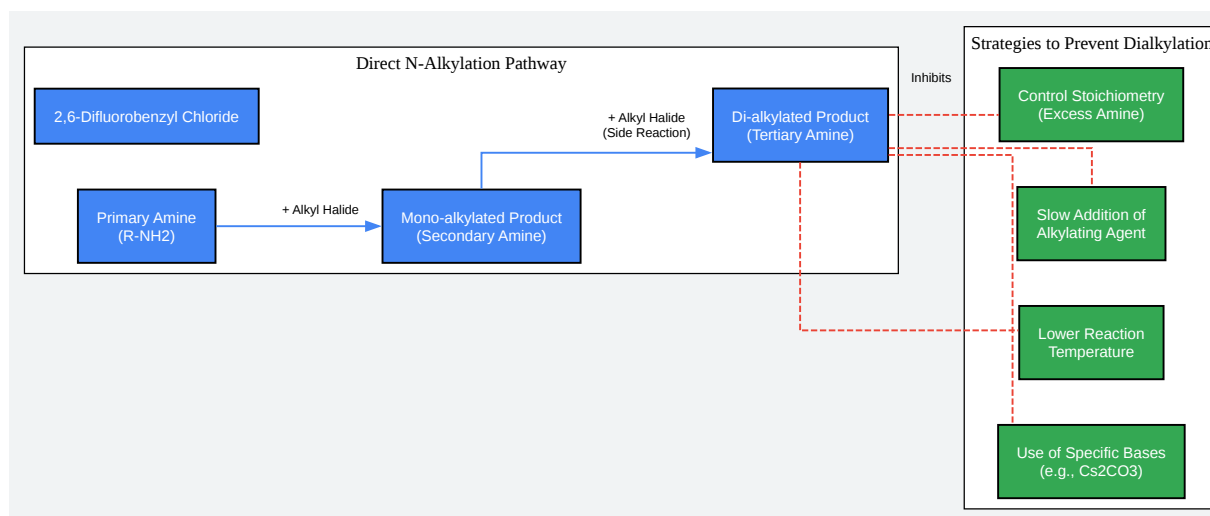 Direct N-Alkylation Pathway
2,6-Difluorobenzyl Chloride
Primary Amine
(R-NH2)
+ Alkyl Halide
Mono-alkylated Product
(Secondary Amine)
+ Alkyl Halide
(Side Reaction)
Di-alkylated Product
(Tertiary Amine)
Inhibits
Strategies to Prevent Dialkylation
Control Stoichiometry
(Excess Amine)
Slow Addition of
Alkylating Agent
Lower Reaction
Temperature
Use of Specific Bases
(e.g., Cs2CO3)